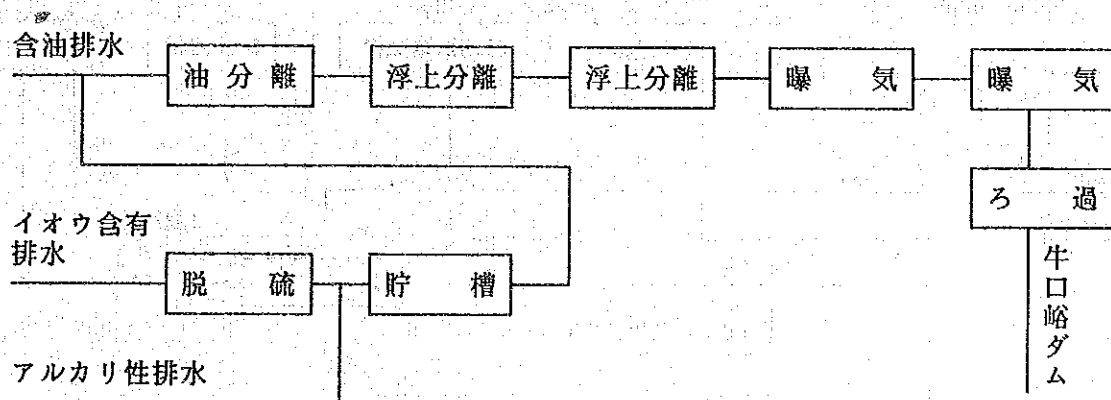 含油排水
油分離
浮上分離
浮上分離
曝気
曝気
ろ過
イオウ含有
排水
脱硫
貯槽
牛口峪ダム
アルカリ性排水